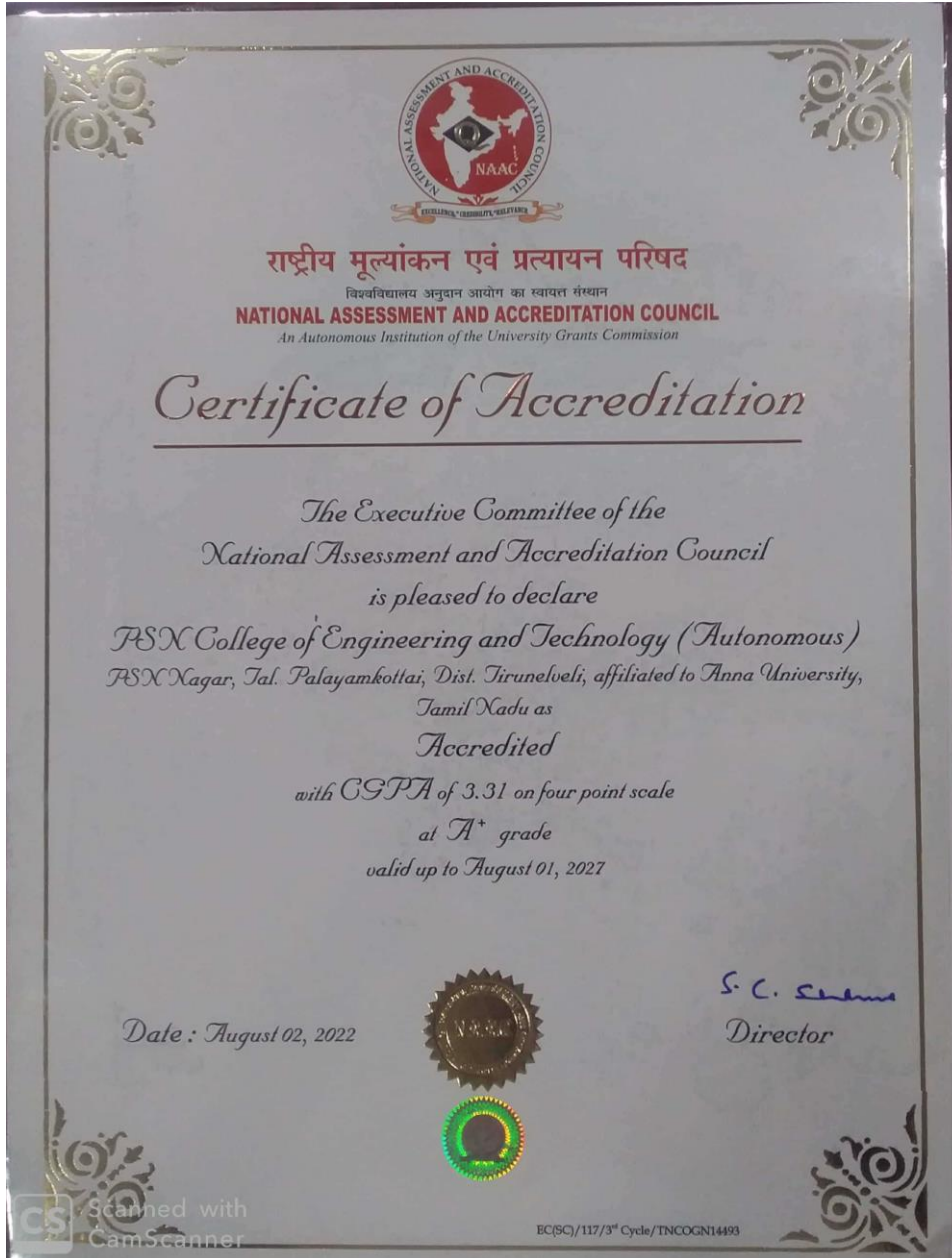 NATIONAL ASSESSMENT AND ACCREDITATION COUNCIL
NAAC
EXCELLENCE, CREDIBILITY, RELEVANCE
राष्ट्रीय मूल्यांकन एवं प्रत्यायन परिषद
विश्वविद्यालय अनुदान आयोग का स्वायत्त संस्थान
NATIONAL ASSESSMENT AND ACCREDITATION COUNCIL
An Autonomous Institution of the University Grants Commission
Certificate of Accreditation
The Executive Committee of the
National Assessment and Accreditation Council
is pleased to declare
PSN College of Engineering and Technology (Autonomous)
PSN Nagar, Tal. Palayamkottai, Dist. Tirunelveli, affiliated to Anna University,
Tamil Nadu as
Accredited
with CGPA of 3.31 on four point scale
at A+ grade
valid up to August 01, 2027
S. C.
Date : August 02, 2022
NAAC
Director
CS Scanned with
CamScanner
EC(SC)/117/3rd Cycle/TNCOGN14493